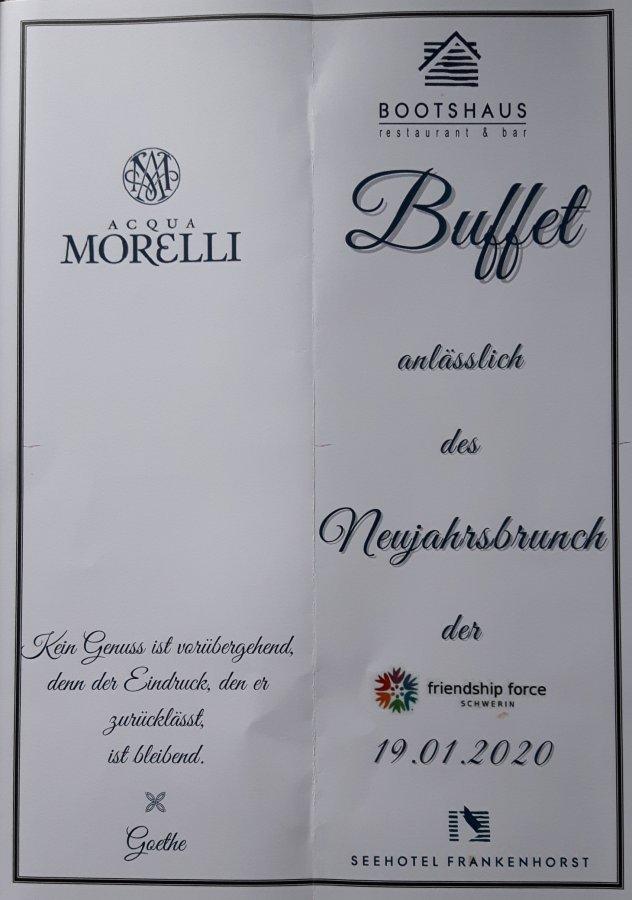 ACQUA
MORELLI
Kein Genuss ist vorübergehend,
denn der Eindruck, den er
zurücklässt,
ist bleibend.
Goethe
BOOTSHAUS
restaurant & bar
Buffet
anlässlich
des
Neujahrsbrunch
der
friendship force
SCHWERIN
19.01.2020
SEEHOTEL FRANKENHORST